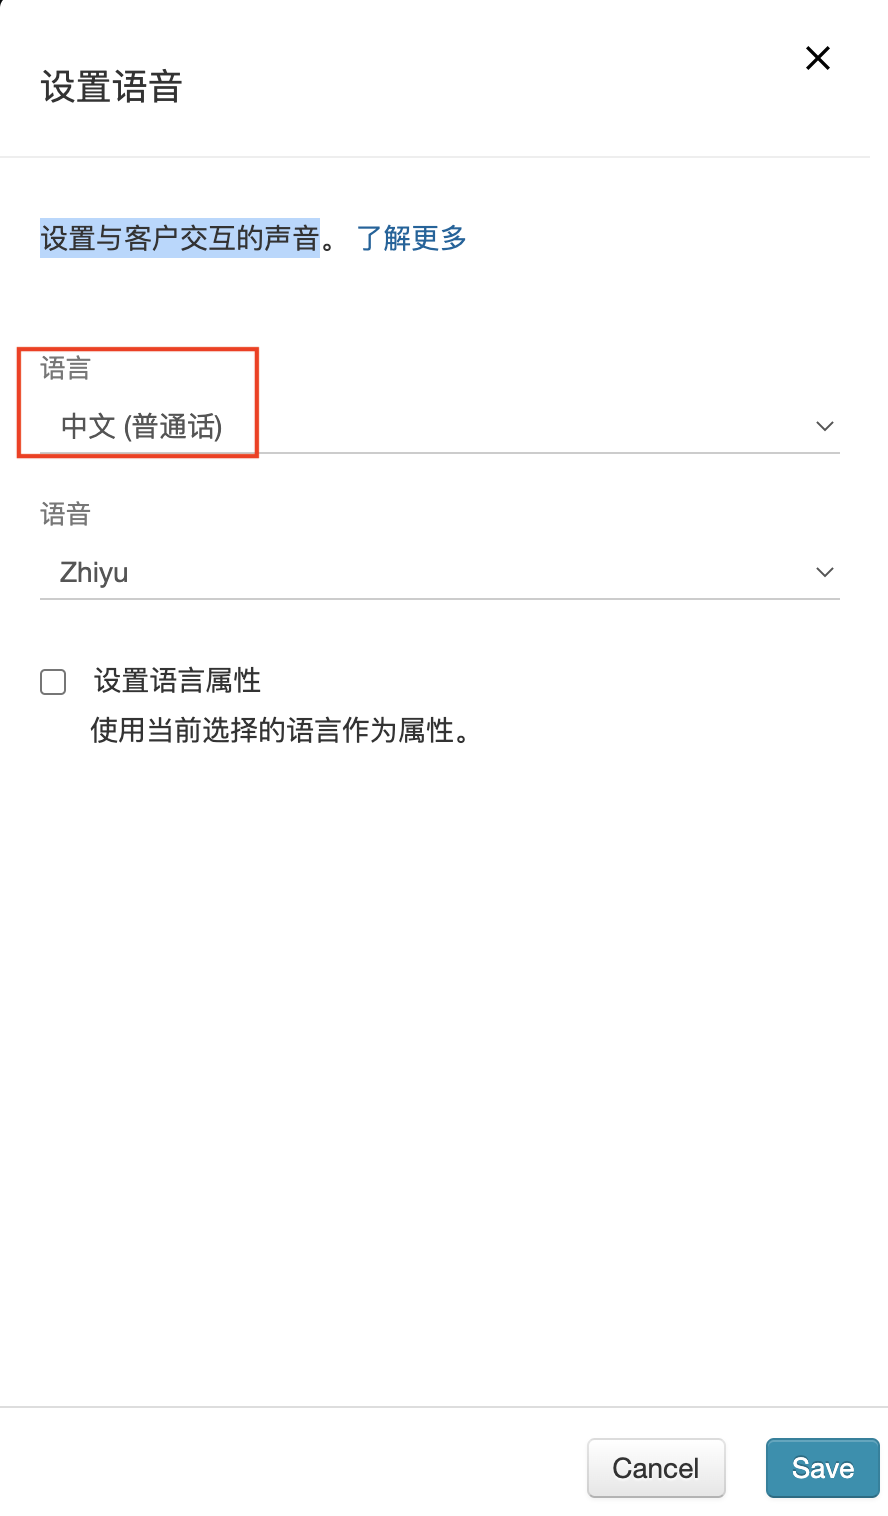 设置语音
设置与客户交互的声音。 了解更多
语言
中文 (普通话)
语音
Zhiyu
设置语言属性
使用当前选择的语言作为属性。
Cancel Save